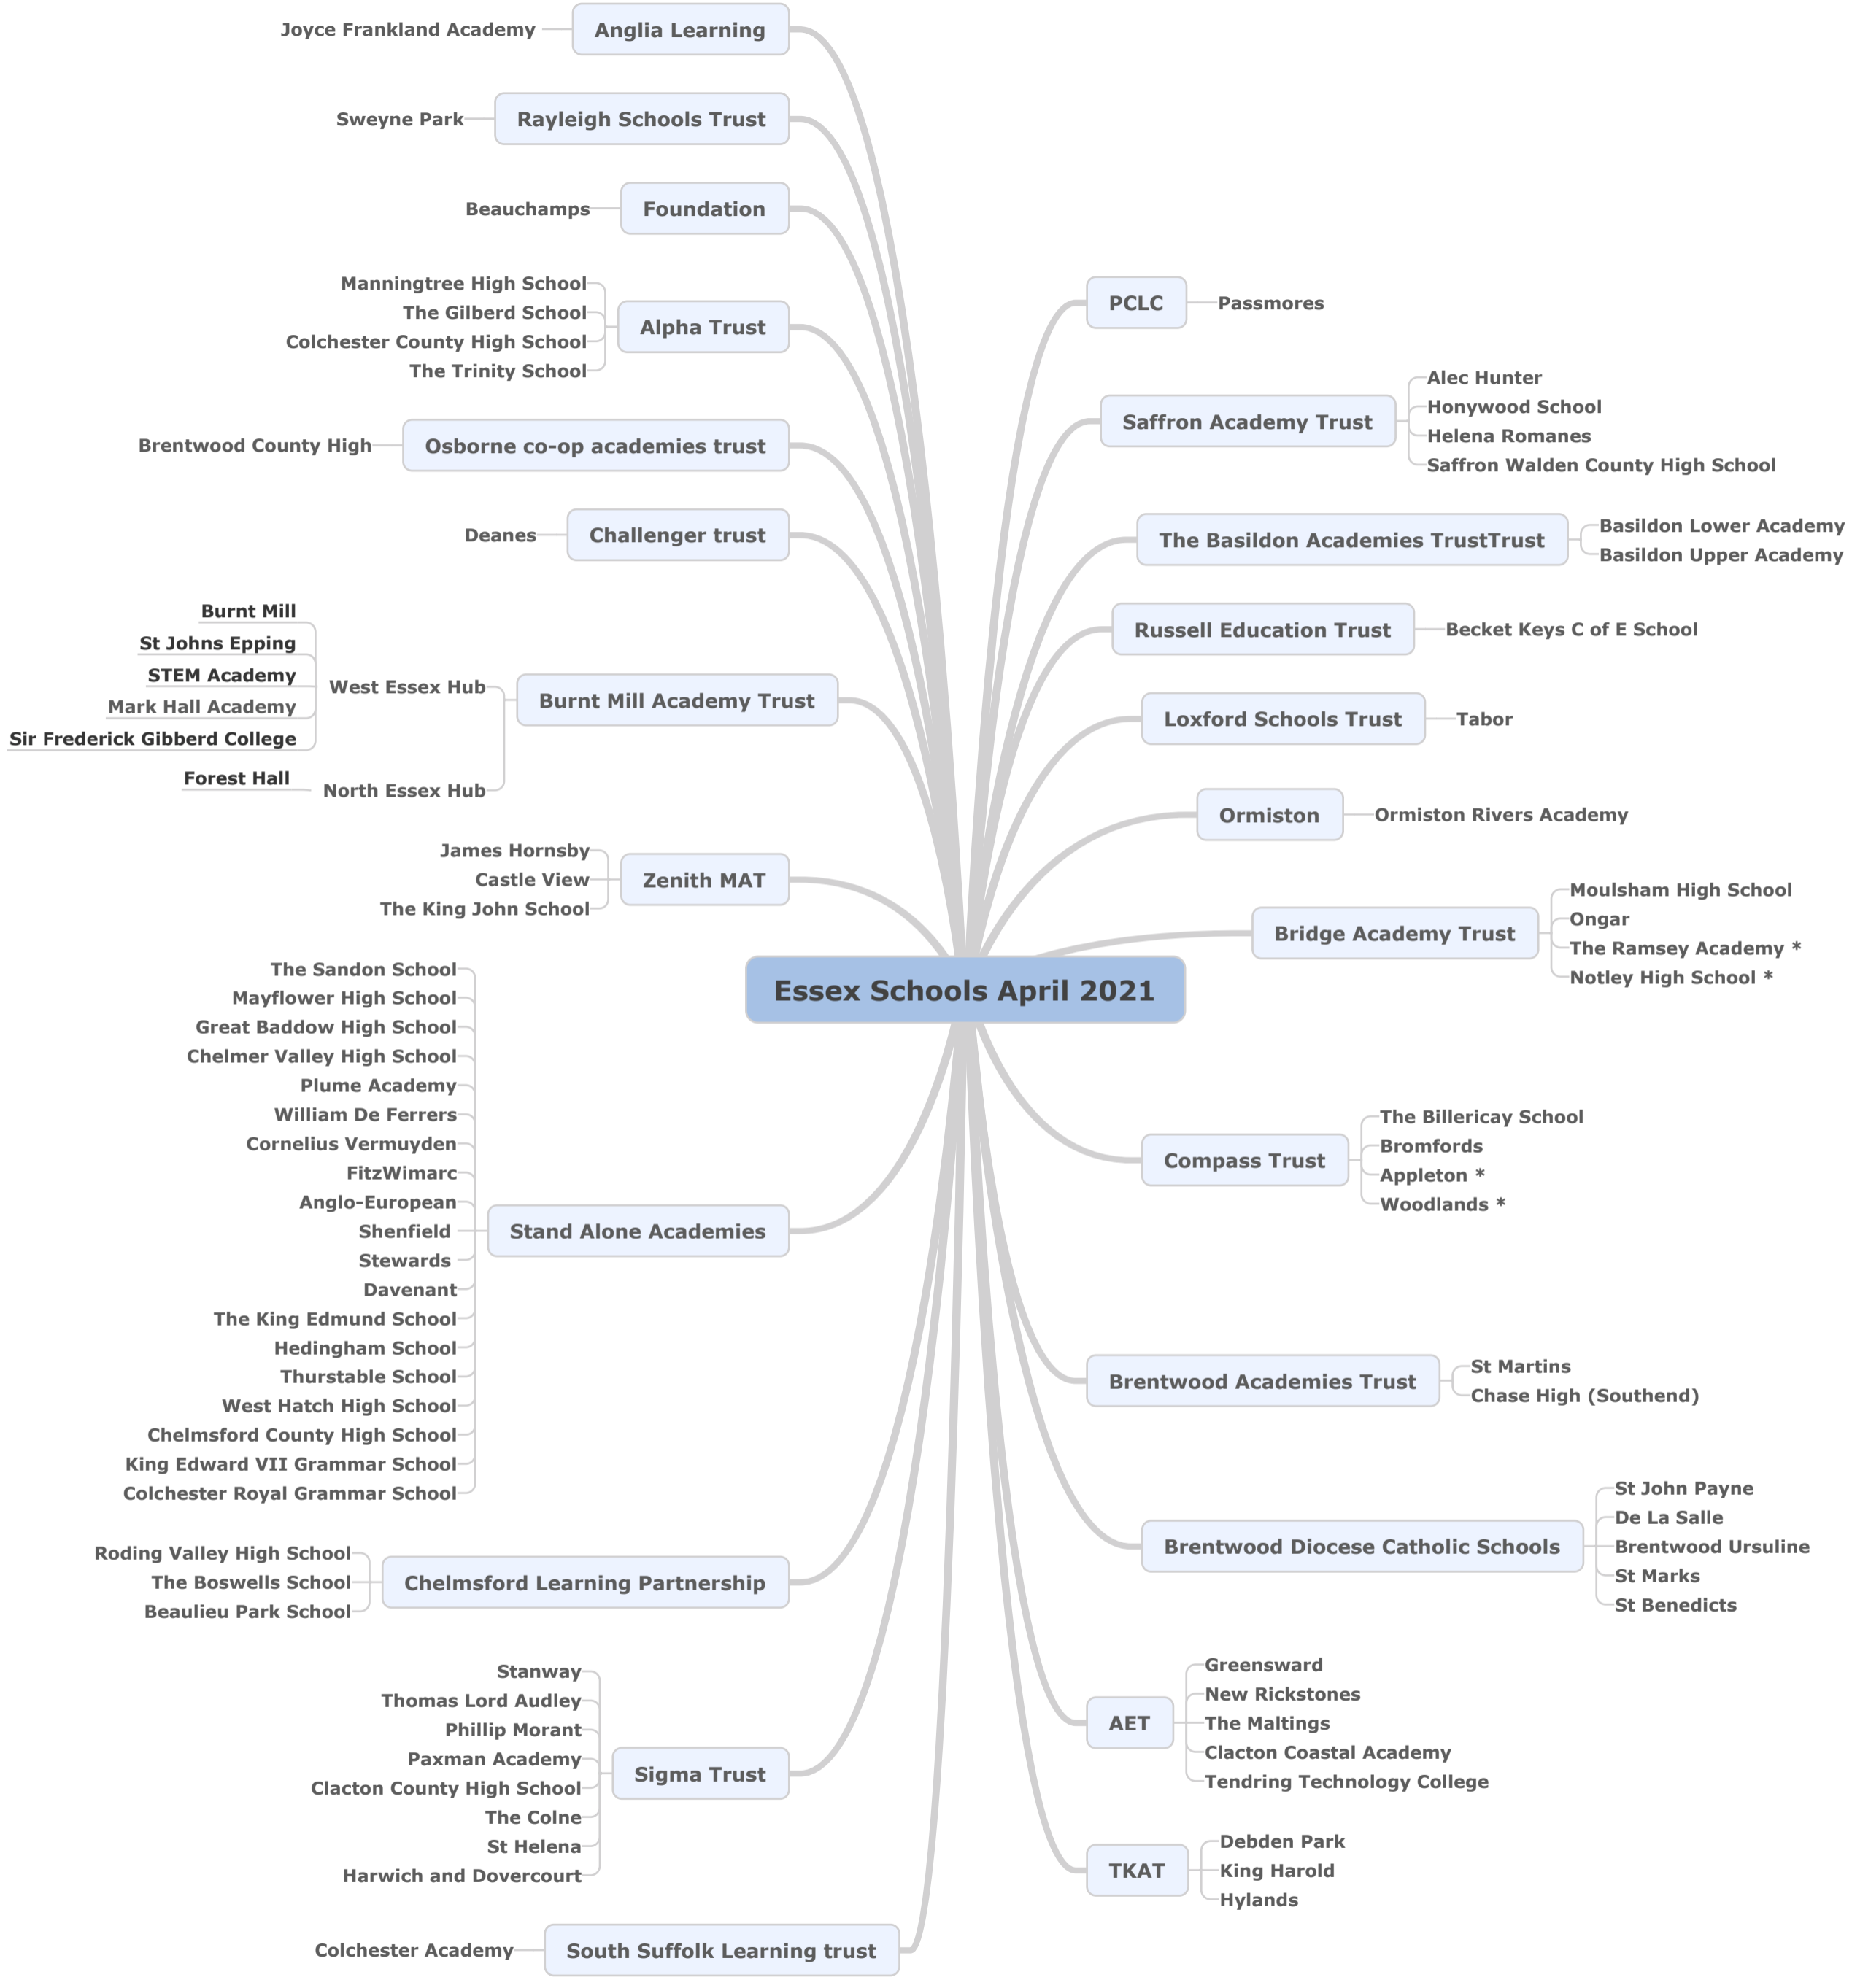 Essex Schools April 2021
Anglia Learning
Joyce Frankland Academy
Rayleigh Schools Trust
Sweyne Park
Foundation
Beauchamps
Alpha Trust
Manningtree High School
The Gilberd School
Colchester County High School
The Trinity School
Osborne co-op academies trust
Brentwood County High
Challenger trust
Deanes
Burnt Mill Academy Trust
West Essex Hub
Burnt Mill
St Johns Epping
STEM Academy
Mark Hall Academy
Sir Frederick Gibberd College
North Essex Hub
Forest Hall
Zenith MAT
James Hornsby
Castle View
The King John School
Stand Alone Academies
The Sandon School
Mayflower High School
Great Baddow High School
Chelmer Valley High School
Plume Academy
William De Ferrers
Cornelius Vermuyden
FitzWimarc
Anglo-European
Shenfield
Stewards
Davenant
The King Edmund School
Hedingham School
Thurstable School
West Hatch High School
Chelmsford County High School
King Edward VII Grammar School
Colchester Royal Grammar School
Chelmsford Learning Partnership
Roding Valley High School
The Boswells School
Beaulieu Park School
Sigma Trust
Stanway
Thomas Lord Audley
Phillip Morant
Paxman Academy
Clacton County High School
The Colne
St Helena
Harwich and Dovercourt
South Suffolk Learning trust
Colchester Academy
PCLC
Passmores
Saffron Academy Trust
Alec Hunter
Honywood School
Helena Romanes
Saffron Walden County High School
The Basildon Academies TrustTrust
Basildon Lower Academy
Basildon Upper Academy
Russell Education Trust
Becket Keys C of E School
Loxford Schools Trust
Tabor
Ormiston
Ormiston Rivers Academy
Bridge Academy Trust
Moulsham High School
Ongar
The Ramsey Academy *
Notley High School *
Compass Trust
The Billericay School
Bromfords
Appleton *
Woodlands *
Brentwood Academies Trust
St Martins
Chase High (Southend)
Brentwood Diocese Catholic Schools
St John Payne
De La Salle
Brentwood Ursuline
St Marks
St Benedicts
AET
Greensward
New Rickstones
The Maltings
Clacton Coastal Academy
Tendring Technology College
TKAT
Debden Park
King Harold
Hylands